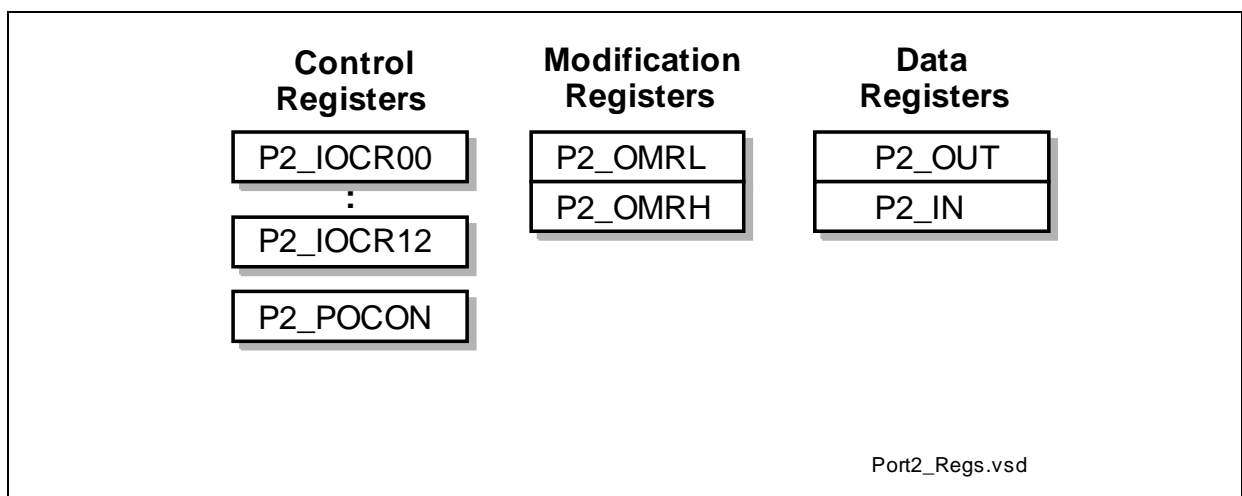 Control
Registers
P2_IOCR00
:
P2_IOCR12
P2_POCON
Modification
Registers
P2_OMRL
P2_OMRH
Data
Registers
P2_OUT
P2_IN
Port2_Regs.vsd